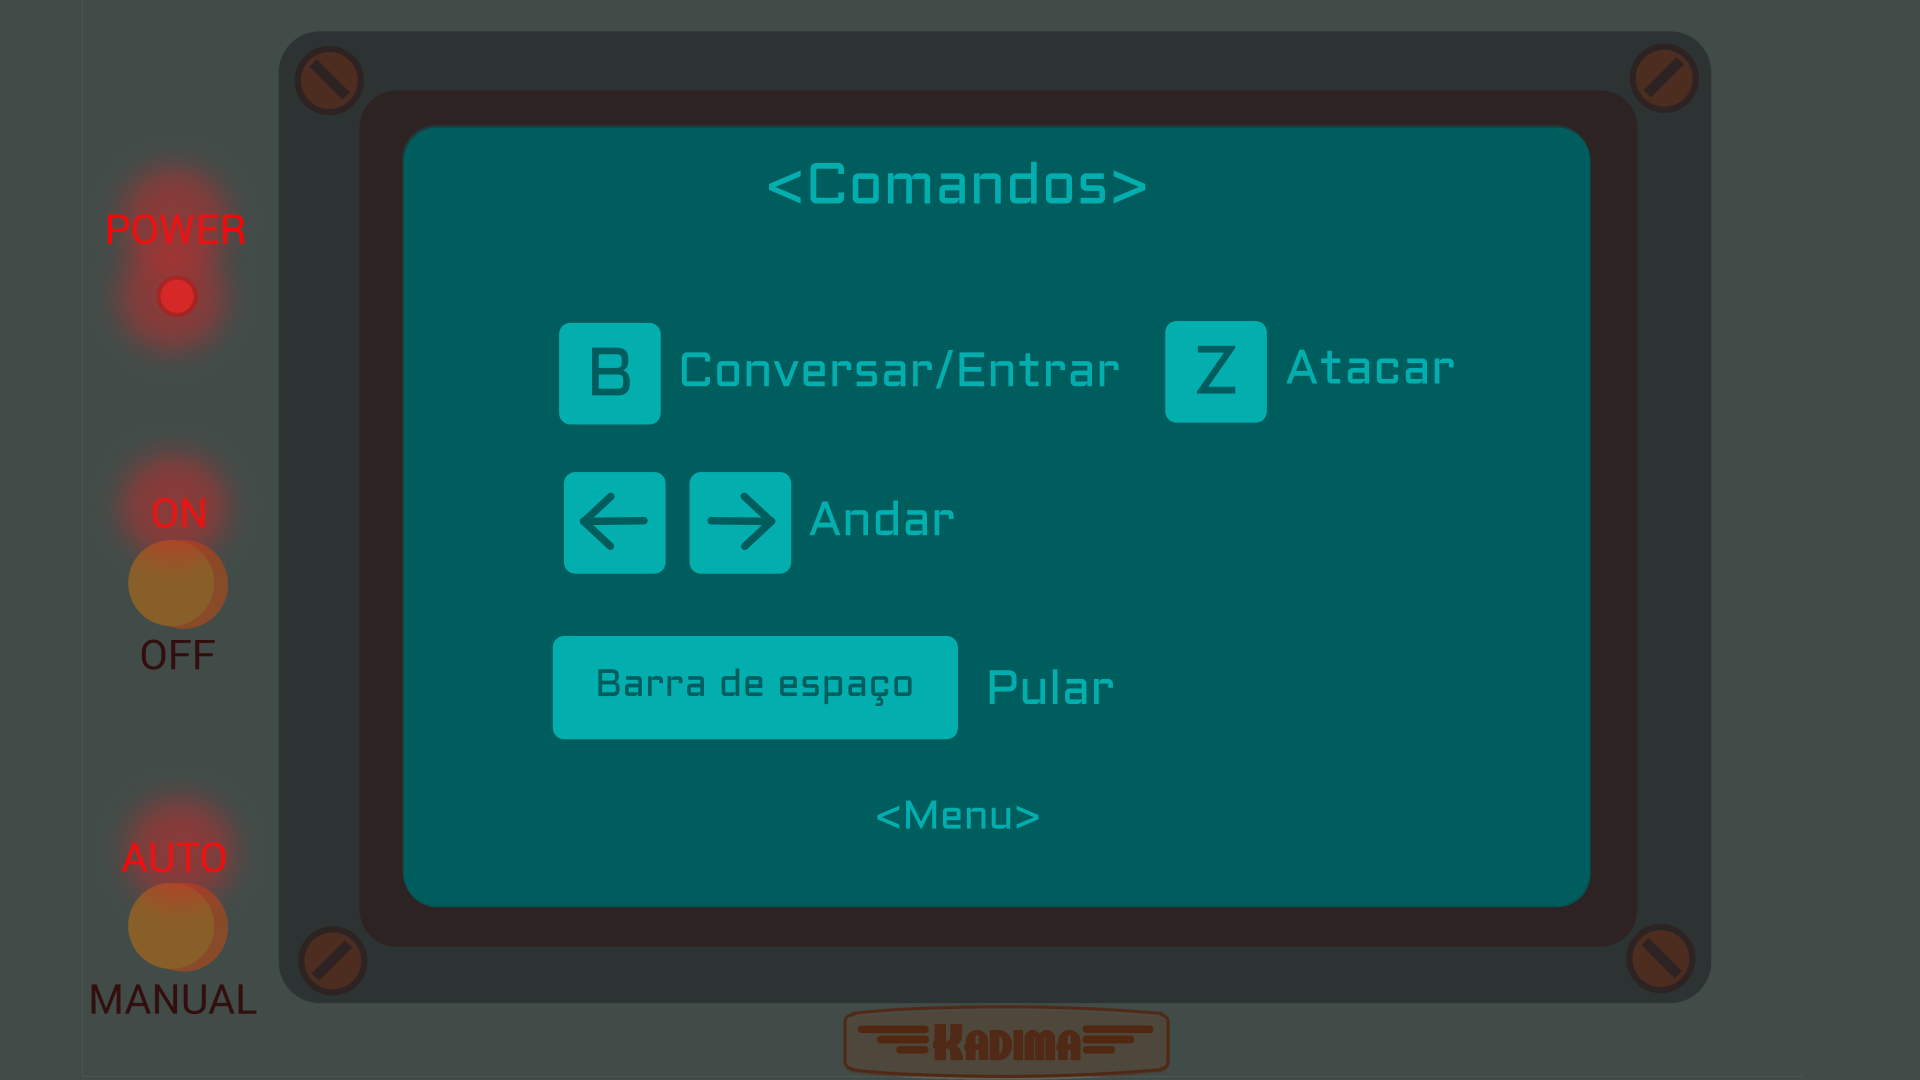 <Comandos>
POWER
B Conversar/Entrar Z Atacar
ON
Andar
OFF
Barra de espaço Pular
<Menu>
AUTO
MANUAL
KADIMA